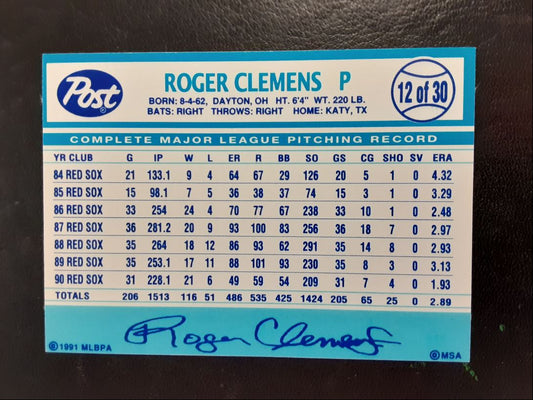 Post
ROGER CLEMENS P
12 of 30
BORN: 8-4-62, DAYTON, OH HT. 6'4" WT. 220 LB.
BATS: RIGHT THROWS: RIGHT HOME: KATY, TX
COMPLETE MAJOR LEAGUE PITCHING RECORD
YR CLUB G IP W L ER R BB SO GS CG SHO SV ERA
84 RED SOX 21 133.1 9 4 64 67 29 126 20 5 1 0 4.32
85 RED SOX 15 98.1 7 5 36 38 37 74 15 3 1 0 3.29
86 RED SOX 33 254 24 4 70 77 67 238 33 10 1 0 2.48
87 RED SOX 36 281.2 20 9 93 100 83 256 36 18 7 0 2.97
88 RED SOX 35 264 18 12 86 93 62 291 35 14 8 0 2.93
89 RED SOX 35 253.1 17 11 88 101 93 230 35 8 3 0 3.13
90 RED SOX 31 228.1 21 6 49 59 54 209 31 7 4 0 1.93
TOTALS 206 1513 116 51 486 535 425 1424 205 65 25 0 2.89
Roger Clemens
© 1991 MLBPA
© MSA